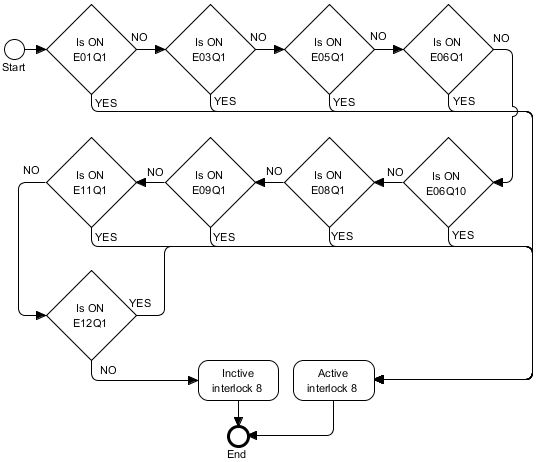 Is ON
E01Q1
NO
Is ON
E03Q1
NO
Is ON
E05Q1
NO
Is ON
E06Q1
NO
Start
YES
YES
YES
YES
NO
Is ON
E11Q1
NO
Is ON
E09Q1
NO
Is ON
E08Q1
NO
Is ON
E06Q10
YES
YES
YES
YES
Is ON
E12Q1
YES
NO
Inctive
interlock 8
Active
interlock 8
End